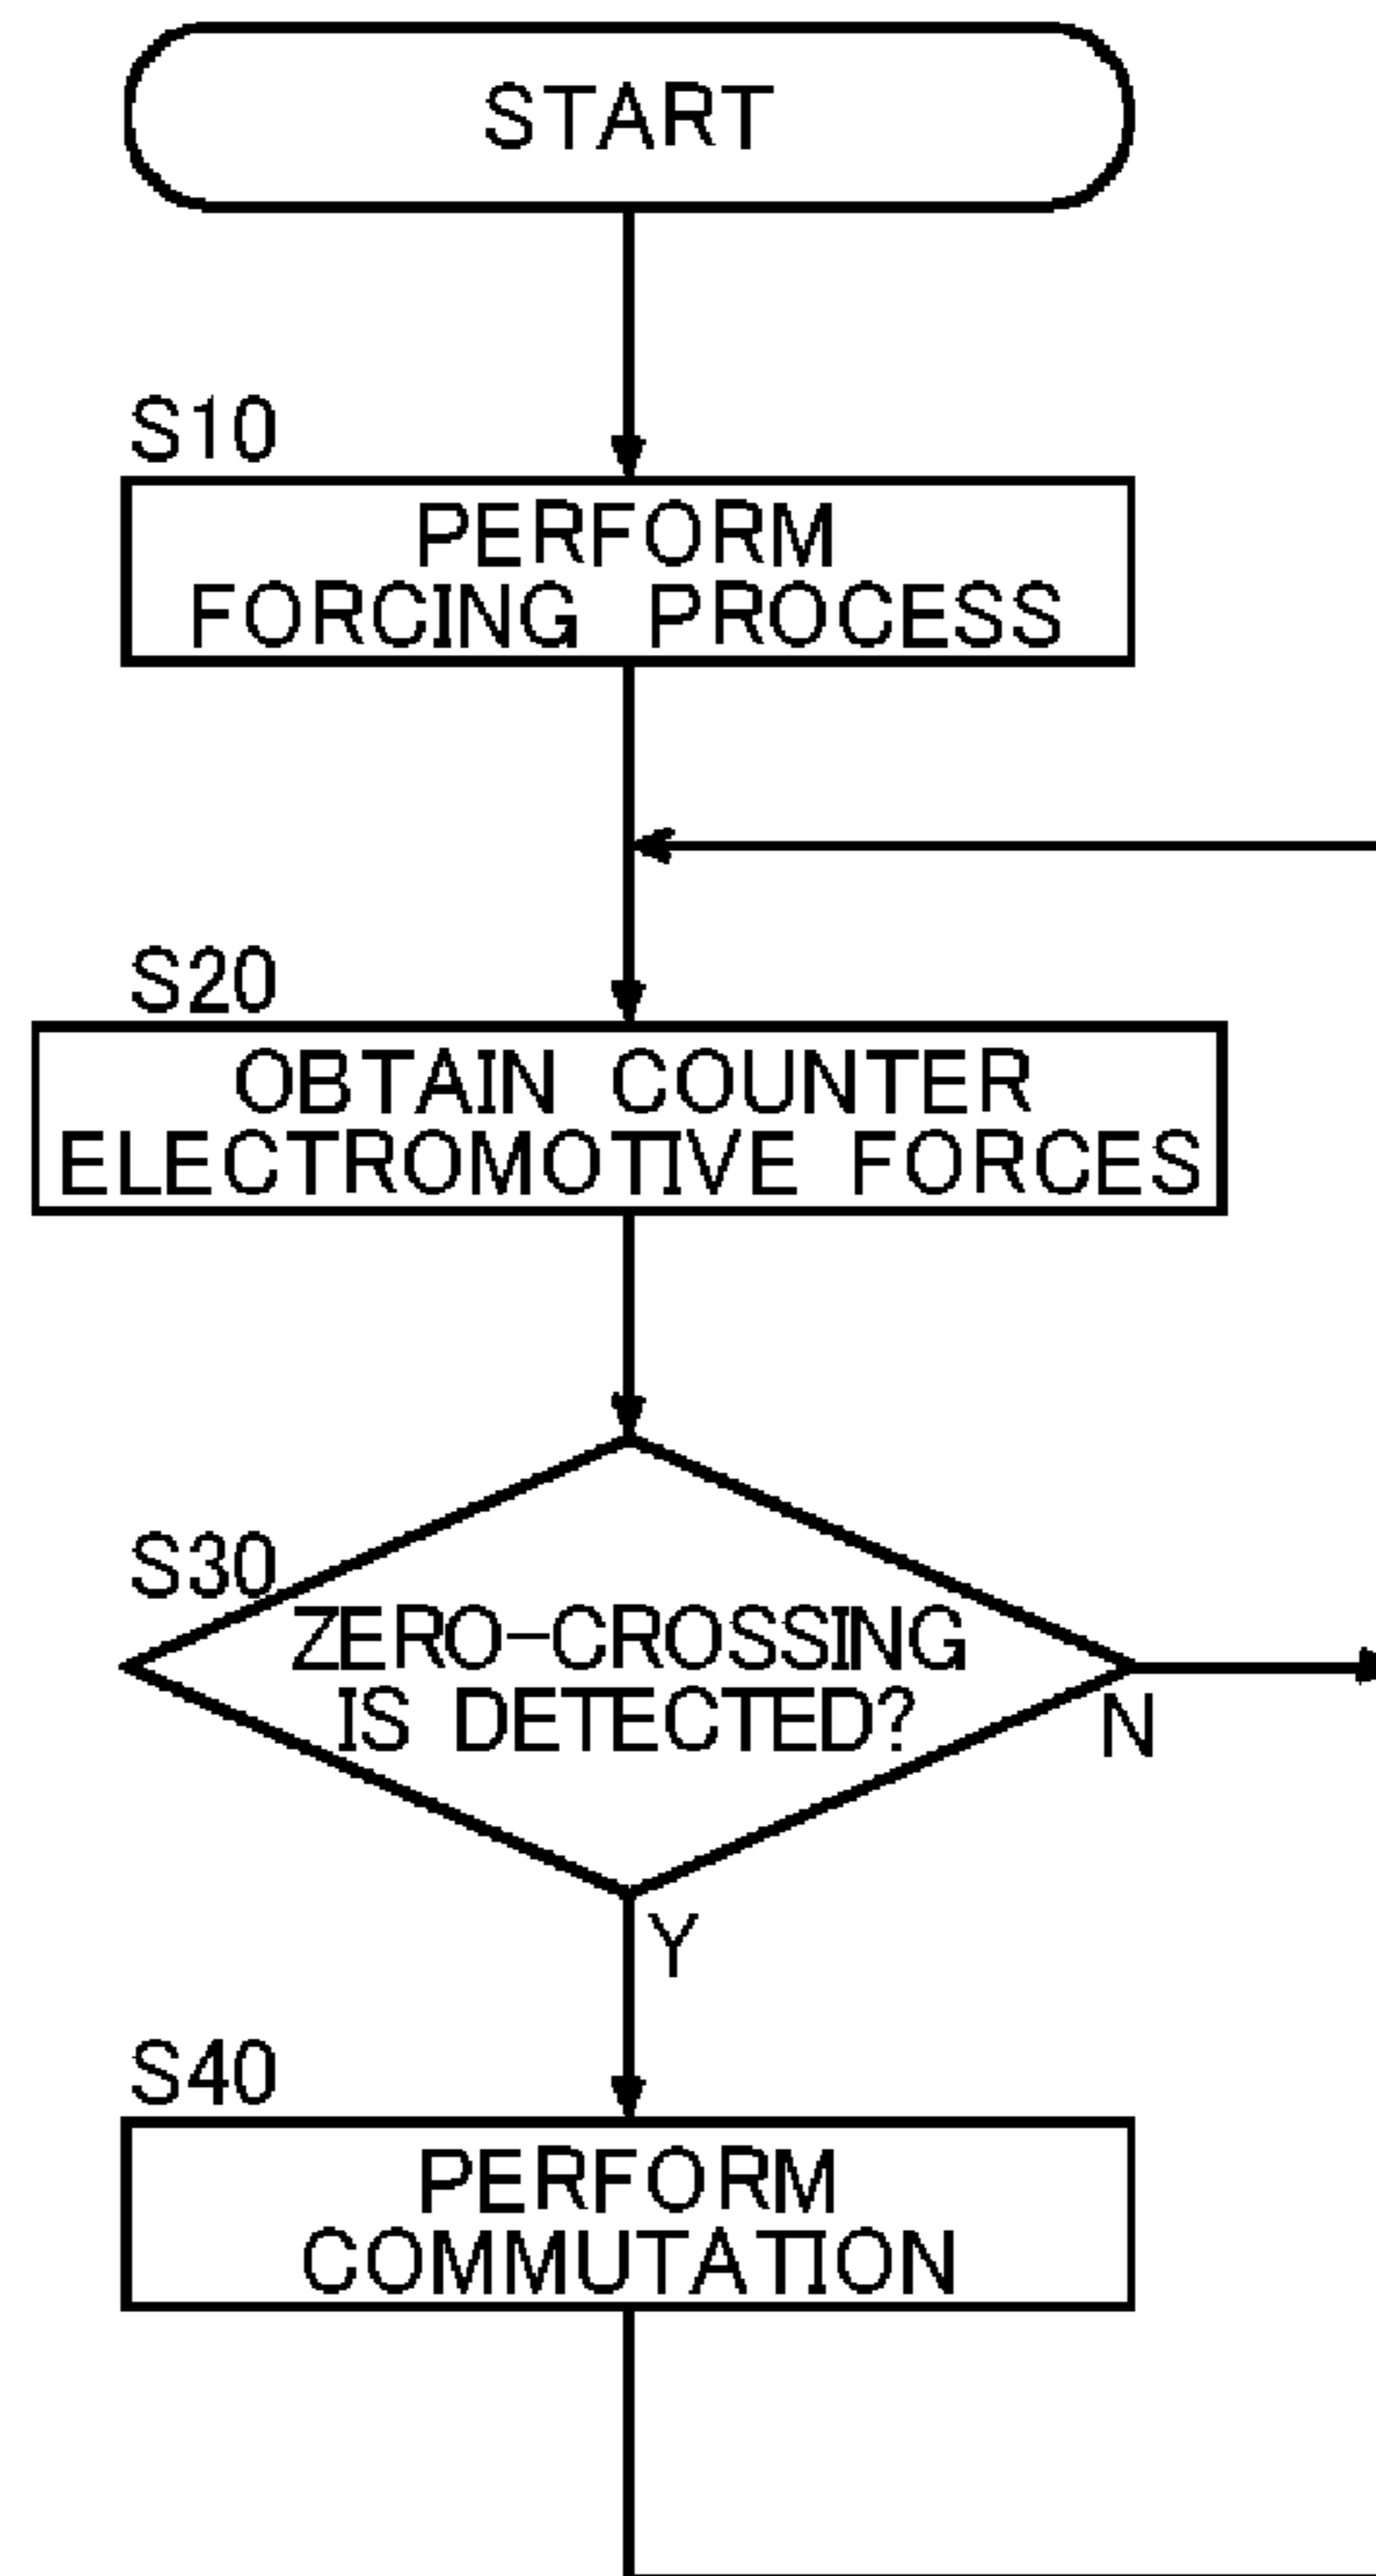 START
S10
PERFORM
FORCING PROCESS
S20
OBTAIN COUNTER
ELECTROMOTIVE FORCES
S30
ZERO-CROSSING
IS DETECTED?
N
Y
S40
PERFORM
COMMUTATION